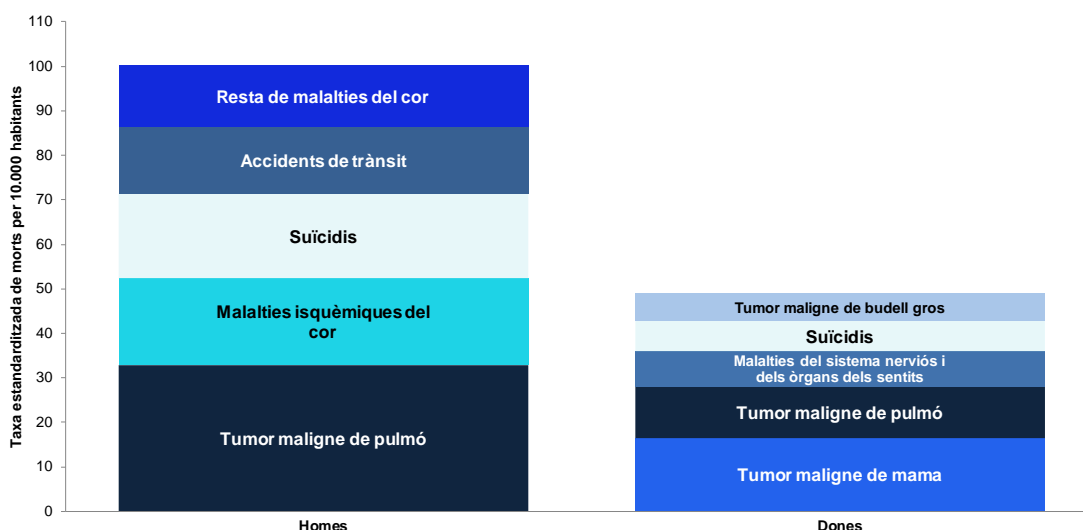 Taxa estandarditzada de morts per 10.000 habitants
110
100
90
80
70
60
50
40
30
20
10
0
Resta de malalties del cor
Accidents de trànsit
Suïcidis
Malalties isquèmiques del
cor
Tumor maligne de pulmó
Tumor maligne de budell gros
Suïcidis
Malalties del sistema nerviós i
dels òrgans dels sentits
Tumor maligne de pulmó
Tumor maligne de mama
Homes
Dones